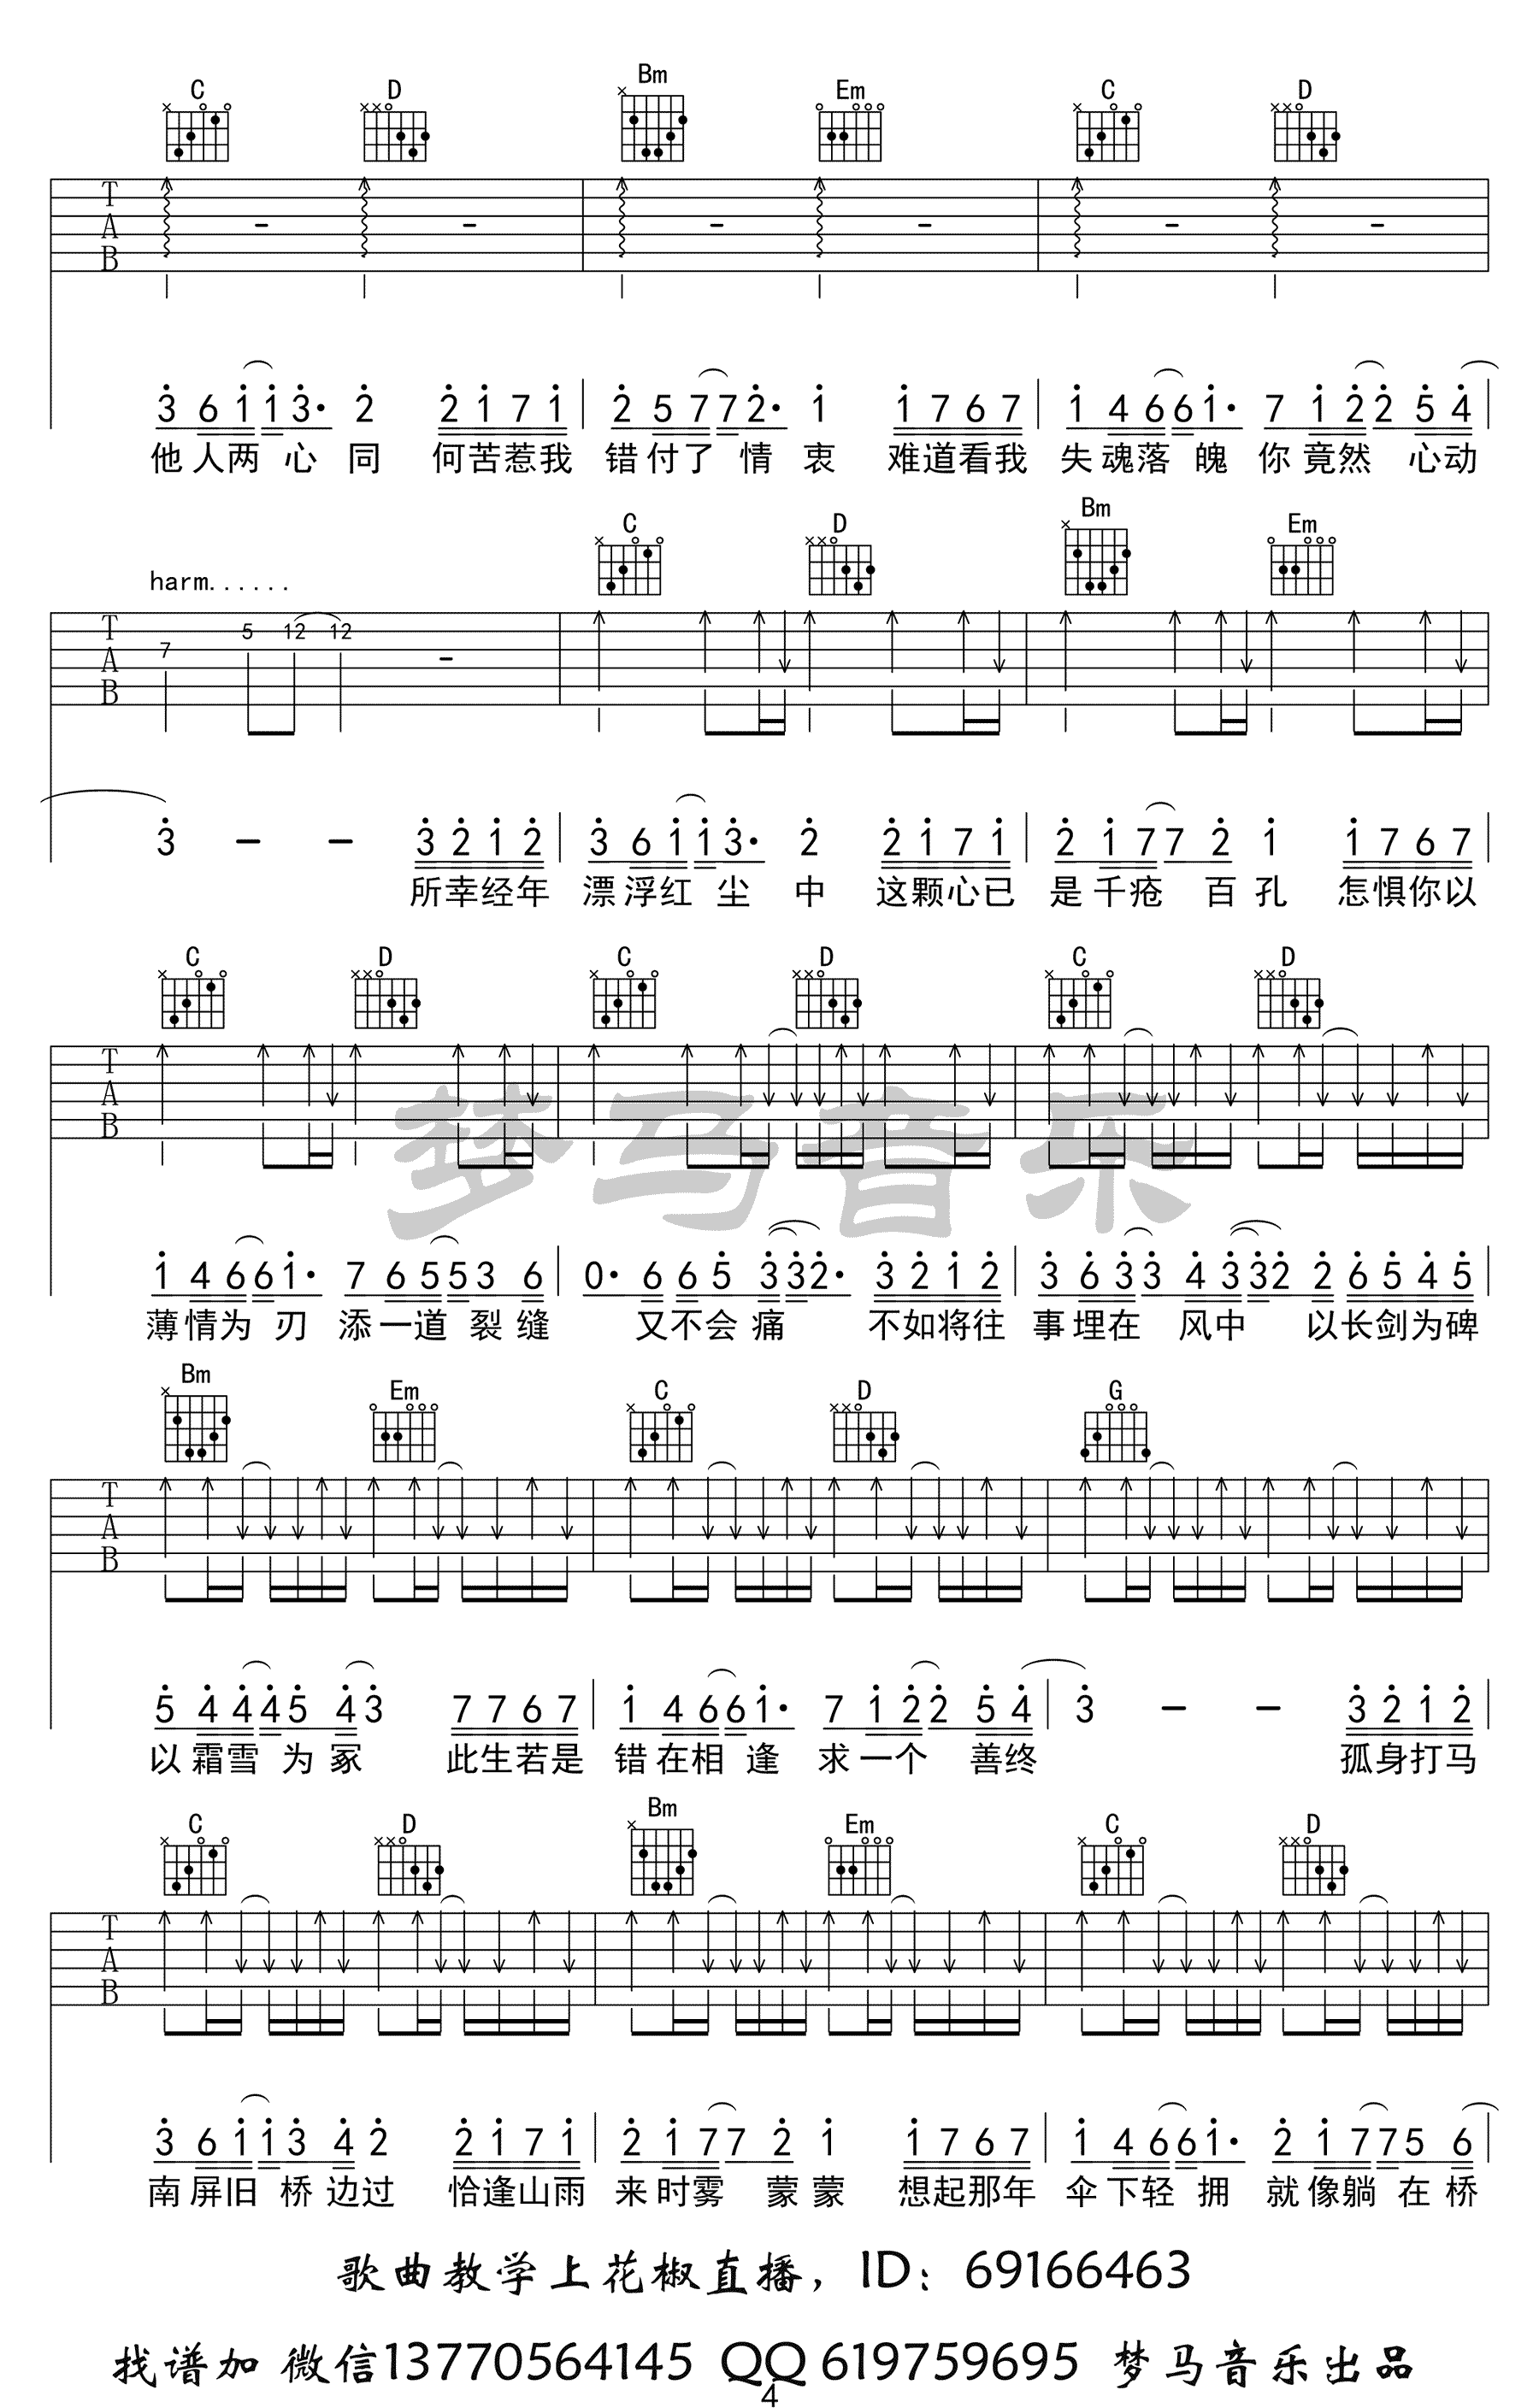 C D Bm Em C D
T
A
B
3 6 1 1 3· 2 2 1 7 1 2 5 7 7 2· 1 1 7 6 7 1 4 6 6 1· 7 1 2 2 5 4
他人两心同 何苦惹我 错付了情衷 难道看我 失魂落魄 你竟然心动
C D Bm Em
harm......
T
A
B
7 5 12 12 -
3 - - 3 2 1 2 3 6 1 1 3· 2 2 1 7 1 2 1 7 7 2 1 1 7 6 7
所幸经年 漂浮红尘中 这颗心已 是千疮百孔 怎惧你以
C D C D C D
T
A
B
梦马音乐
1 4 6 6 1· 7 6 5 5 3 6 0· 6 6 5 3 3 2· 3 2 1 2 3 6 3 3 4 3 3 2 2 6 5 4 5
薄情为刃 添一道裂缝 又不会痛 不如将往 事埋在风中 以长剑为碑
Bm Em C D G
T
A
B
5 4 4 4 5 4 3 7 7 6 7 1 4 6 6 1· 7 1 2 2 5 4 3 - - 3 2 1 2
以霜雪为冢 此生若是 错在相逢 求一个善终 孤身打马
C D Bm Em C D
T
A
B
3 6 1 1 3 4 2 2 1 7 1 2 1 7 7 2 1 1 7 6 7 1 4 6 6 1· 2 1 7 7 5 6
南屏旧桥边过 恰逢山雨 来时雾蒙蒙 想起那年 伞下轻拥 就像躺在桥
歌曲教学上花椒直播，ID：69166463
找谱加 微信13770564145 QQ 619759695 梦马音乐出品
4